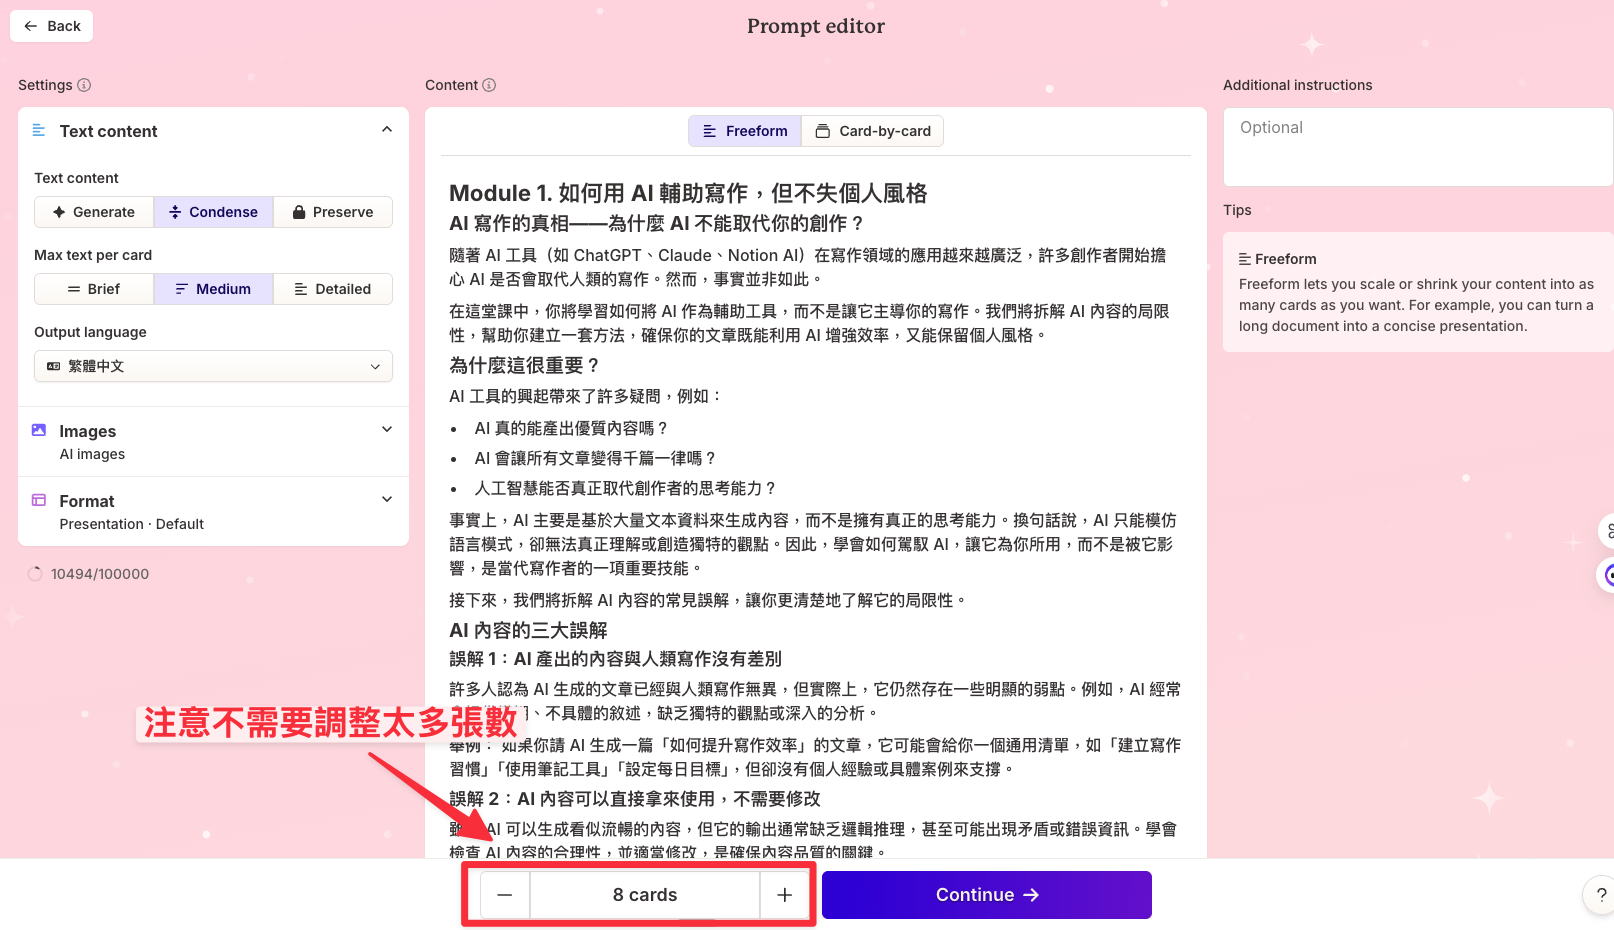 Back
Prompt editor
Settings
Text content
Text content
Generate
Condense
Preserve
Max text per card
Brief
Medium
Detailed
Output language
繁體中文
Images
AI images
Format
Presentation · Default
10494/100000
Content
Freeform
Card-by-card
Module 1. 如何用 AI 輔助寫作，但不失個人風格
AI 寫作的真相——為什麼 AI 不能取代你的創作？
隨著 AI 工具（如 ChatGPT、Claude、Notion AI）在寫作領域的應用越來越廣泛，許多創作者開始擔
心 AI 是否會取代人類的寫作。然而，事實並非如此。
在這堂課中，你將學習如何將 AI 作為輔助工具，而不是讓它主導你的寫作。我們將拆解 AI 內容的局限
性，幫助你建立一套方法，確保你的文章既能利用 AI 增強效率，又能保留個人風格。
為什麼這很重要？
AI 工具的興起帶來了許多疑問，例如：
• AI 真的能產出優質內容嗎？
• AI 會讓所有文章變得千篇一律嗎？
• 人工智慧能否真正取代創作者的思考能力？
事實上，AI 主要是基於大量文本資料來生成內容，而不是擁有真正的思考能力。換句話說，AI 只能模仿
語言模式，卻無法真正理解或創造獨特的觀點。因此，學會如何駕馭 AI，讓它為你所用，而不是被它影
響，是當代寫作者的一項重要技能。
接下來，我們將拆解 AI 內容的常見誤解，讓你更清楚地了解它的局限性。
AI 內容的三大誤解
誤解 1：AI 產出的內容與人類寫作沒有差別
許多人認為 AI 生成的文章已經與人類寫作無異，但實際上，它仍然存在一些明顯的弱點。例如，AI 經常
、不具體的敘述，缺乏獨特的觀點或深入的分析。
注意不需要調整太多張數
舉例： 如果你請 AI 生成一篇「如何提升寫作效率」的文章，它可能會給你一個通用清單，如「建立寫作
習慣」「使用筆記工具」「設定每日目標」，但卻沒有個人經驗或具體案例來支撐。
誤解 2：AI 內容可以直接拿來使用，不需要修改
AI 可以生成看似流暢的內容，但它的輸出通常缺乏邏輯推理，甚至可能出現矛盾或錯誤資訊。學會
檢查 AI 內容的合理性，並適當修改，是確保內容品質的關鍵。
8 cards
Continue
Additional instructions
Optional
Tips
Freeform
Freeform lets you scale or shrink your content into as
many cards as you want. For example, you can turn a
long document into a concise presentation.
?